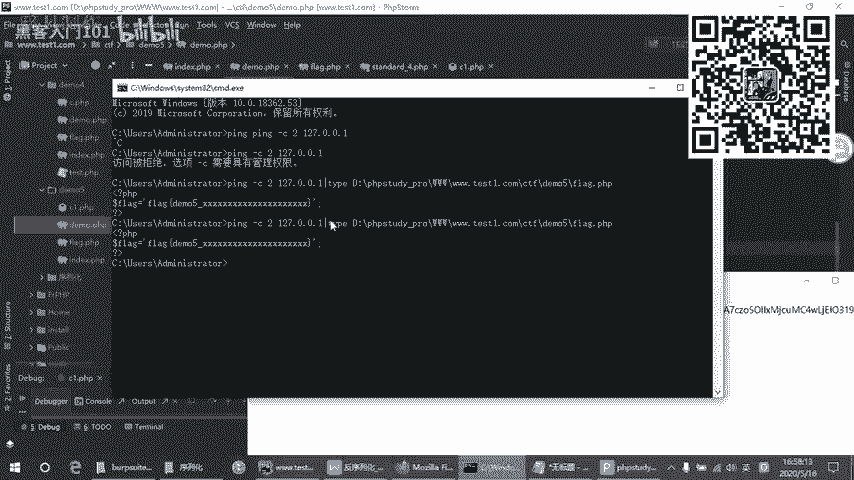 www.test1.com [D:\phpstudy_pro\WWW\www.test1.com] - ...\ctf\demo5\demo.php [www.test1.com] - PhpStorm
黑客入门101 bilibili
Tools VCS Window Help
www.test1.com ctf demo5 demo.php
Project
index.php demo.php flag.php standard_4.php c1.php
1: Project
Database
demo4
c.php
demo.php
flag.php
index.php
test.php
demo5
c1.php
demo.php
flag.php
index.php
序列化
ErPHP
Home
install
Public
C:\Windows\system32\cmd.exe
Microsoft Windows [版本 10.0.18362.53]
(c) 2019 Microsoft Corporation。保留所有权利。
C:\Users\Administrator>ping ping -c 2 127.0.0.1
^C
C:\Users\Administrator>ping -c 2 127.0.0.1
访问被拒绝。选项 -c 需要具有管理权限。
C:\Users\Administrator>ping -c 2 127.0.0.1|type D:\phpstudy_pro\WWW\www.test1.com\ctf\demo5\flag.php
<?php
$flag='flag{demo5_xxxxxxxxxxxxxxxxxxxxxx}';
?>
C:\Users\Administrator>ping -c 2 127.0.0.1|type D:\phpstudy_pro\WWW\www.test1.com\ctf\demo5\flag.php
<?php
$flag='flag{demo5_xxxxxxxxxxxxxxxxxxxxxx}';
?>
C:\Users\Administrator>
Z: Structure
2: Favorites
Debug: c1.php
Debugger Console Output
5: Debug 6: TODO Terminal
burpsuite... 序列化 www.test... 反序列化_... Mozilla Fi... C:\Windo... *无标题 - ... phpstudy... 英
16:58:13
2020/5/16